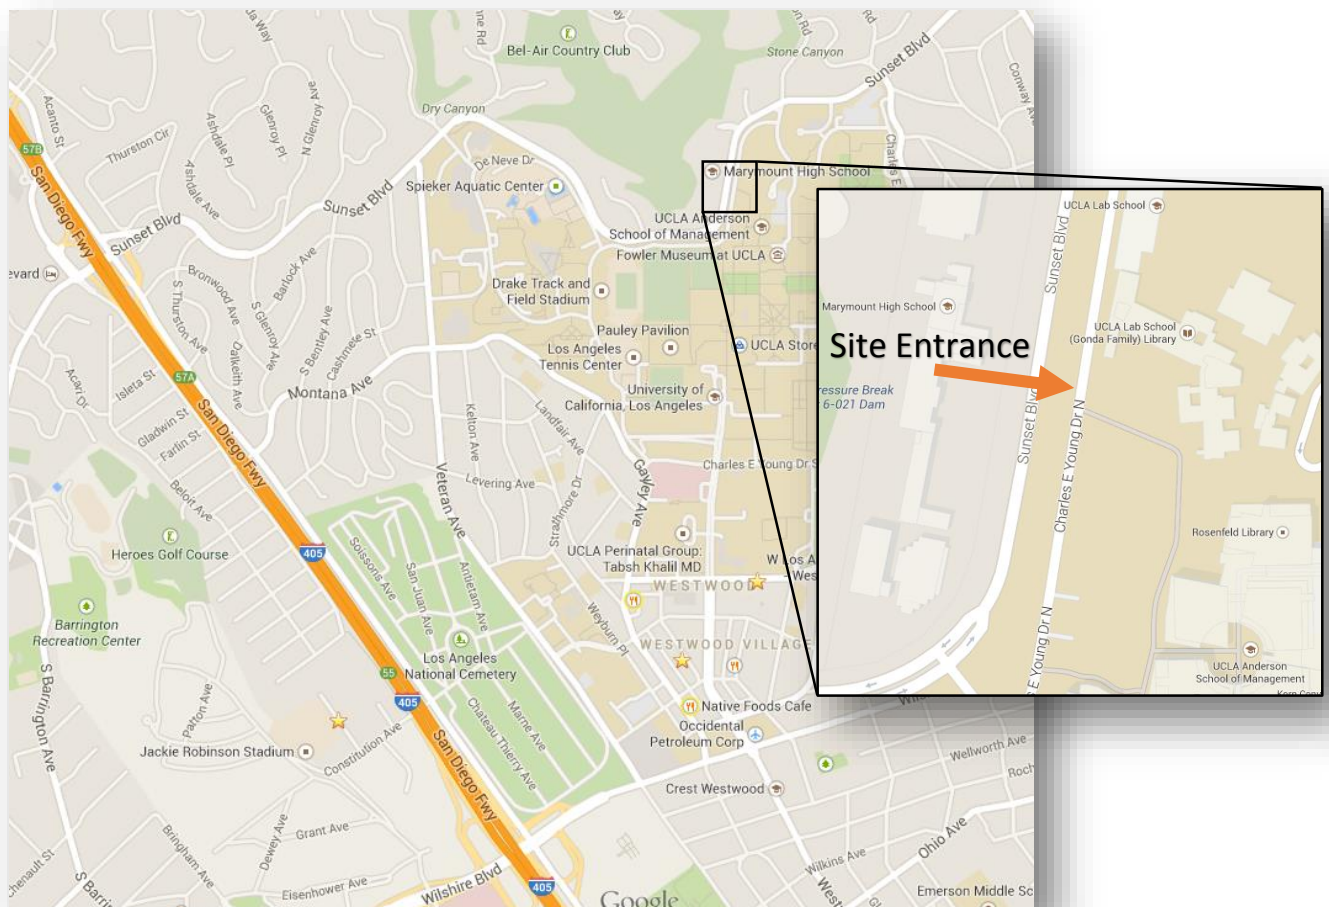 Bel-Air Country Club
Stone Canyon
Sunset Blvd
Conway Ave
Acanto St
Dry Canyon
Thurston Cir
Ashdale Pl
Glenroy Pl
N Glenroy Ave
Ashdale Ave
57B
San Diego Fwy
De Neve Dr
Spieker Aquatic Center
Sunset Blvd
Sunset Blvd
Marymount High School
Charles E
UCLA Anderson
School of Management
Fowler Museum at UCLA
Bronwood Ave
Barlock Ave
S Thurston Ave
S Glenroy Ave
Oalkeith Ave
S Bentley Ave
Cashmere St
Drake Track and
Field Stadium
Pauley Pavilion
Los Angeles
Tennis Center
UCLA Store
University of
California, Los Angeles
57A
Acari Dr
Isleta St
Montana Ave
Gladwin St
Farlin St
San Diego Fwy
Kelton Ave
Landfair Ave
Gayley Ave
Charles E Young Dr S
Veteran Ave
Levering Ave
Strathmore Dr
Beloit Ave
Heroes Golf Course
405
UCLA Perinatal Group:
Tabsh Khalil MD
WESTWOOD
Soissons Ave
San Juan Ave
Antietam Ave
Weyburn Pl
Barrington
Recreation Center
WESTWOOD VILLAGE
Los Angeles
National Cemetery
55
405
S Barrington Ave
Patton Ave
Native Foods Cafe
Occidental
Petroleum Corp
Jackie Robinson Stadium
Constitution Ave
Chateau Thierry Ave
Marne Ave
San Diego Fwy
Wellworth Ave
Crest Westwood
Bringham Ave
Dewey Ave
Grant Ave
Eisenhower Ave
Wilshire Blvd
405
Google
Wilkins Ave
Ohio Ave
Emerson Middle Sc
UCLA Lab School
Sunset Blvd
Marymount High School
UCLA Lab School
(Gonda Family) Library
Site Entrance
ressure Break
6-021 Dam
Sunset Blvd
Charles E Young Dr N
Rosenfeld Library
E Young Dr N
UCLA Anderson
School of Management